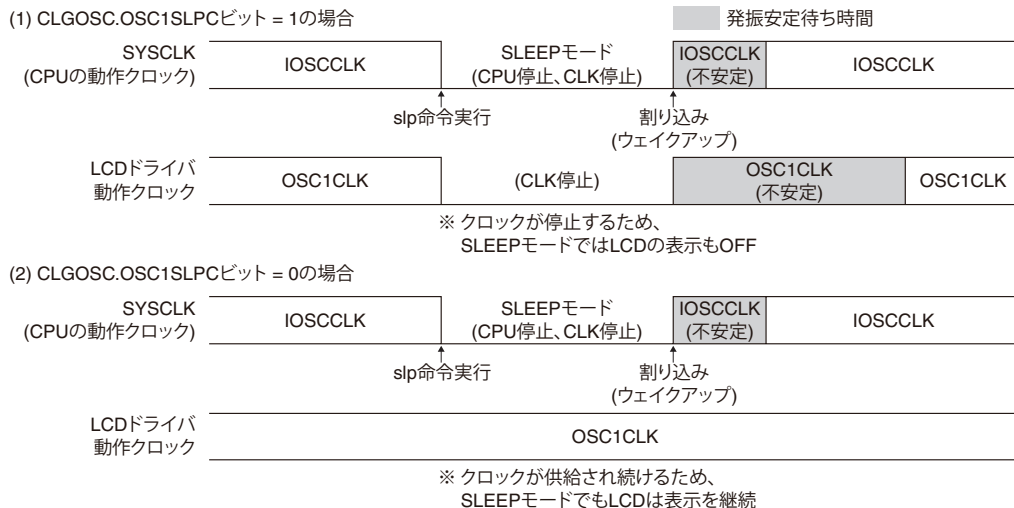 (1) CLGOSC.OSC1SLPCビット = 1の場合
発振安定待ち時間
SYSCLK
(CPUの動作クロック)
IOSCCLK
SLEEPモード
(CPU停止、CLK停止)
IOSCCLK
(不安定)
IOSCCLK
slp命令実行
割り込み
(ウェイクアップ)
LCDドライバ
動作クロック
OSC1CLK
(CLK停止)
OSC1CLK
(不安定)
OSC1CLK
※ クロックが停止するため、
SLEEPモードではLCDの表示もOFF
(2) CLGOSC.OSC1SLPCビット = 0の場合
SYSCLK
(CPUの動作クロック)
IOSCCLK
SLEEPモード
(CPU停止、CLK停止)
IOSCCLK
(不安定)
IOSCCLK
slp命令実行
割り込み
(ウェイクアップ)
LCDドライバ
動作クロック
OSC1CLK
※ クロックが供給され続けるため、
SLEEPモードでもLCDは表示を継続